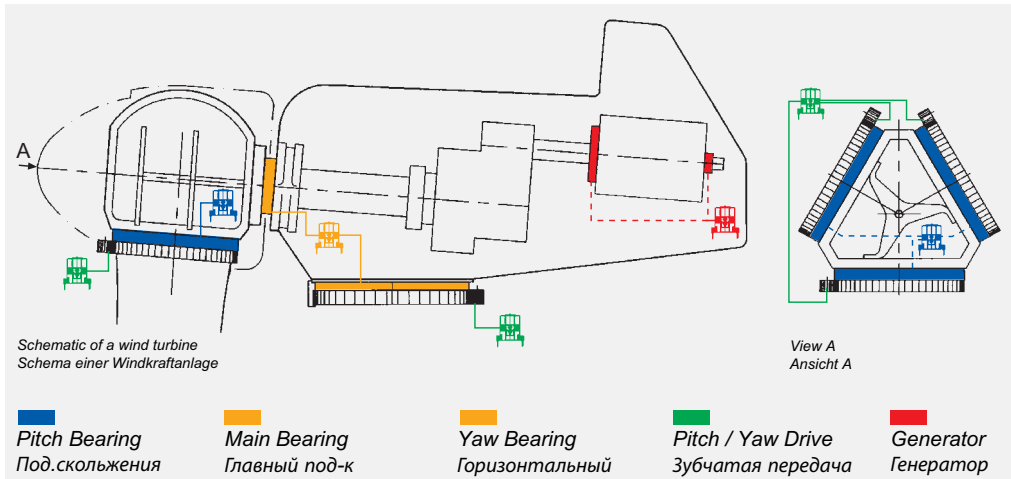 A
Schematic of a wind turbine
Schema einer Windkraftanlage
View A
Ansicht A
Pitch Bearing
Под.скольжения
Main Bearing
Главный под-к
Yaw Bearing
Горизонтальный
Pitch / Yaw Drive
Зубчатая передача
Generator
Генератор